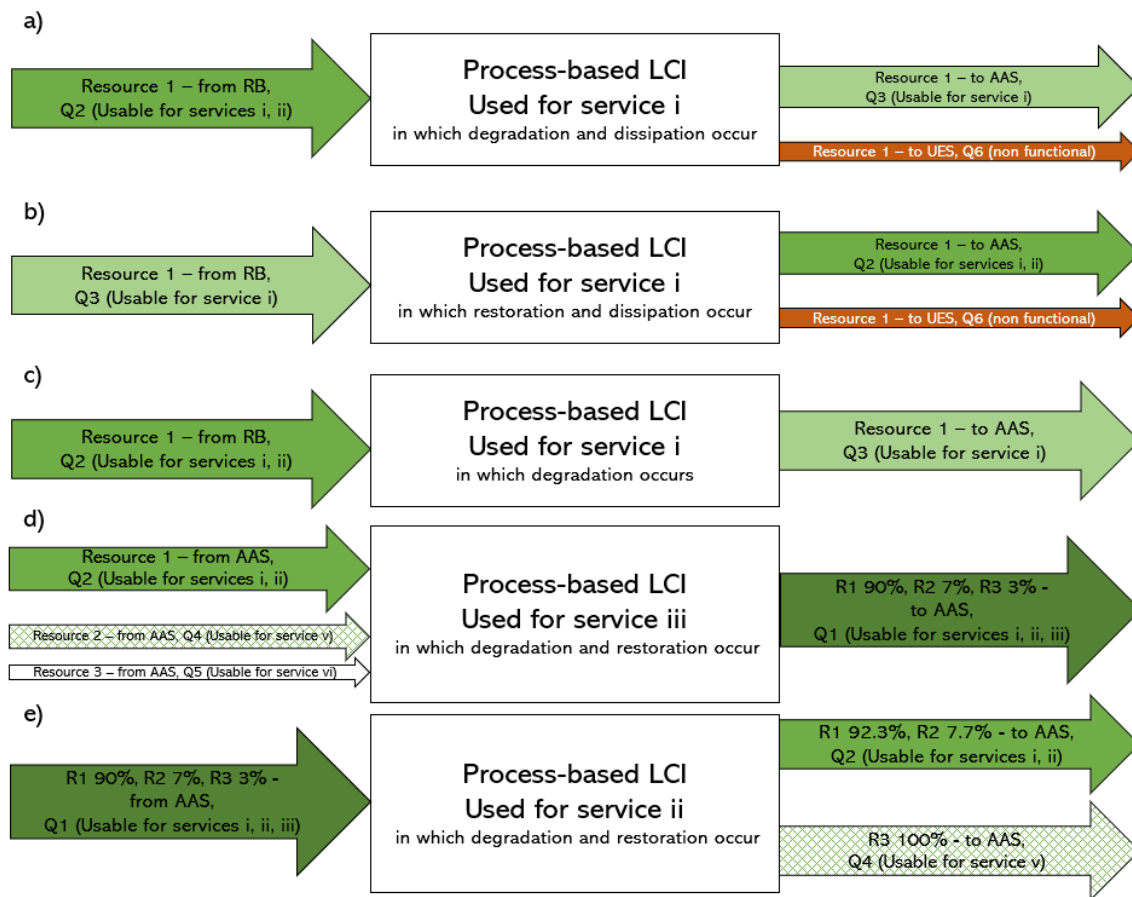 a)
Resource 1 – from RB,
Q2 (Usable for services i, ii)
Process-based LCI
Used for service i
in which degradation and dissipation occur
Resource 1 – to AAS,
Q3 (Usable for service i)
Resource 1 – to UES, Q6 (non functional)
b)
Resource 1 – from RB,
Q3 (Usable for service i)
Process-based LCI
Used for service i
in which restoration and dissipation occur
Resource 1 – to AAS,
Q2 (Usable for services i, ii)
Resource 1 – to UES, Q6 (non functional)
c)
Resource 1 – from RB,
Q2 (Usable for services i, ii)
Process-based LCI
Used for service i
in which degradation occurs
Resource 1 – to AAS,
Q3 (Usable for service i)
d)
Resource 1 – from AAS,
Q2 (Usable for services i, ii)
Resource 2 – from AAS, Q4 (Usable for service v)
Resource 3 – from AAS, Q5 (Usable for service vi)
Process-based LCI
Used for service iii
in which degradation and restoration occur
R1 90%, R2 7%, R3 3% -
to AAS,
Q1 (Usable for services i, ii, iii)
e)
R1 90%, R2 7%, R3 3% -
from AAS,
Q1 (Usable for services i, ii, iii)
Process-based LCI
Used for service ii
in which degradation and restoration occur
R1 92.3%, R2 7.7% - to AAS,
Q2 (Usable for services i, ii)
R3 100% - to AAS,
Q4 (Usable for service v)